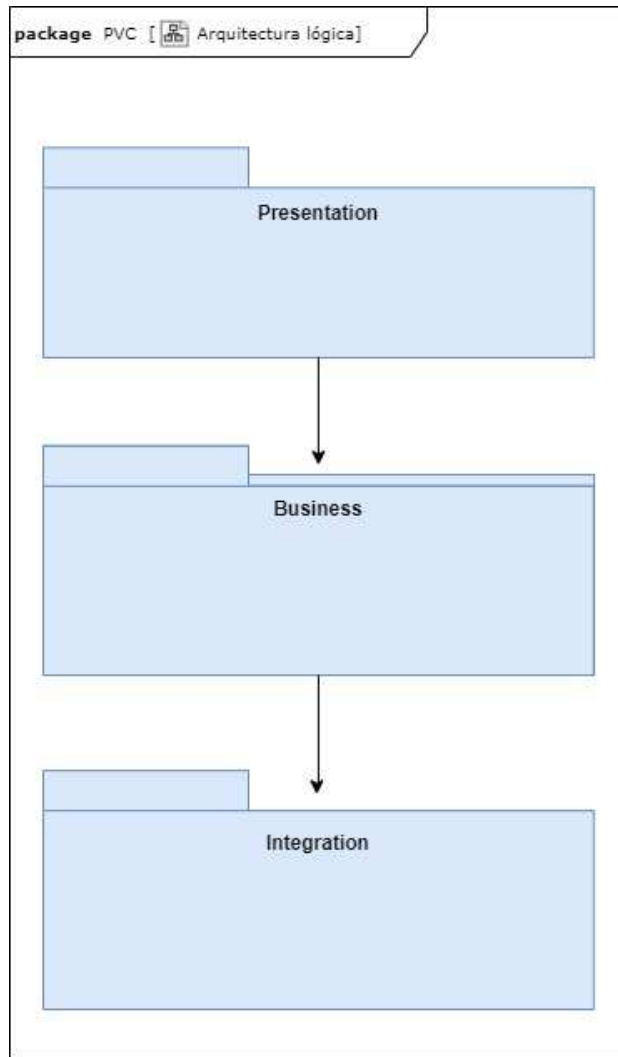 package PVC [ Arquitectura lógica]
Presentation
Business
Integration